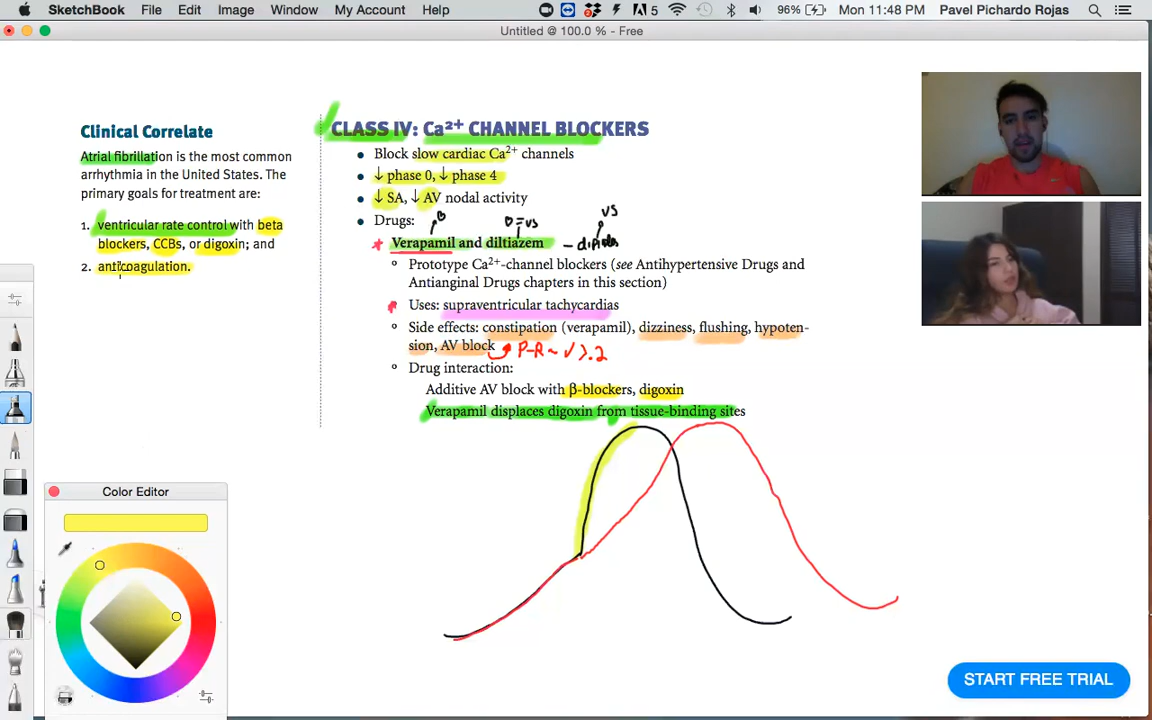 SketchBook File Edit Image Window My Account Help 5 96% Mon 11:48 PM Pavel Pichardo Rojas
Untitled @ 100.0 % - Free
Clinical Correlate
Atrial fibrillation is the most common
arrhythmia in the United States. The
primary goals for treatment are:
1. ventricular rate control with beta
blockers, CCBs, or digoxin; and
2. anticoagulation.
CLASS IV: Ca2+ CHANNEL BLOCKERS
• Block slow cardiac Ca2+ channels
• ↓ phase 0, ↓ phase 4
• ↓ SA, ↓ AV nodal activity
• Drugs:
VS
Verapamil and diltiazem
Prototype Ca2+-channel blockers (see Antihypertensive Drugs and
Antianginal Drugs chapters in this section)
Uses: supraventricular tachycardias
Side effects: constipation (verapamil), dizziness, flushing, hypoten-
sion, AV block P-R ~ √ >.2
Drug interaction:
Additive AV block with β-blockers, digoxin
Verapamil displaces digoxin from tissue-binding sites
Color Editor
START FREE TRIAL